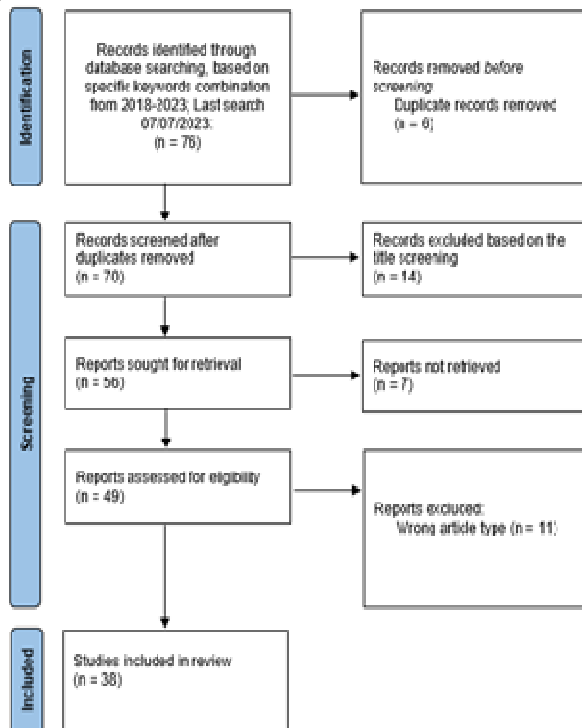 Identification
Records identified through
database searching, based on
specific keywords combination
from 2018-2023; Last search
07/07/2023;
(n = 76)
Records removed before
screening
Duplicate records removed
(n = 6)
Screening
Records screened after
duplicates removed
(n = 70)
Records excluded based on the
title screening
(n = 14)
Reports sought for retrieval
(n = 56)
Reports not retrieved
(n = 7)
Reports assessed for eligibility
(n = 49)
Reports excluded:
Wrong article type (n = 11)
Included
Studies included in review
(n = 38)